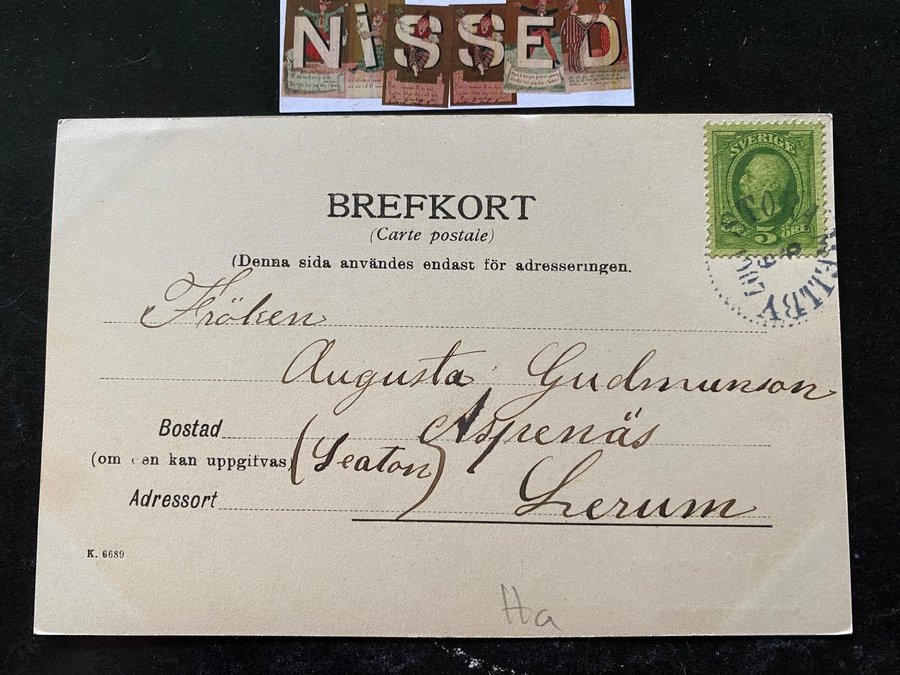 NiSSED
SVERIGE
5 ÖRE
BREFKORT
(Carte postale)
(Denna sida användes endast för adresseringen.
Fröken
Augusta Gudmunson
Bostad Aspenäs
(om en kan uppgifvas) (Seaton)
Adressort Lerum
K. 6689
Ha